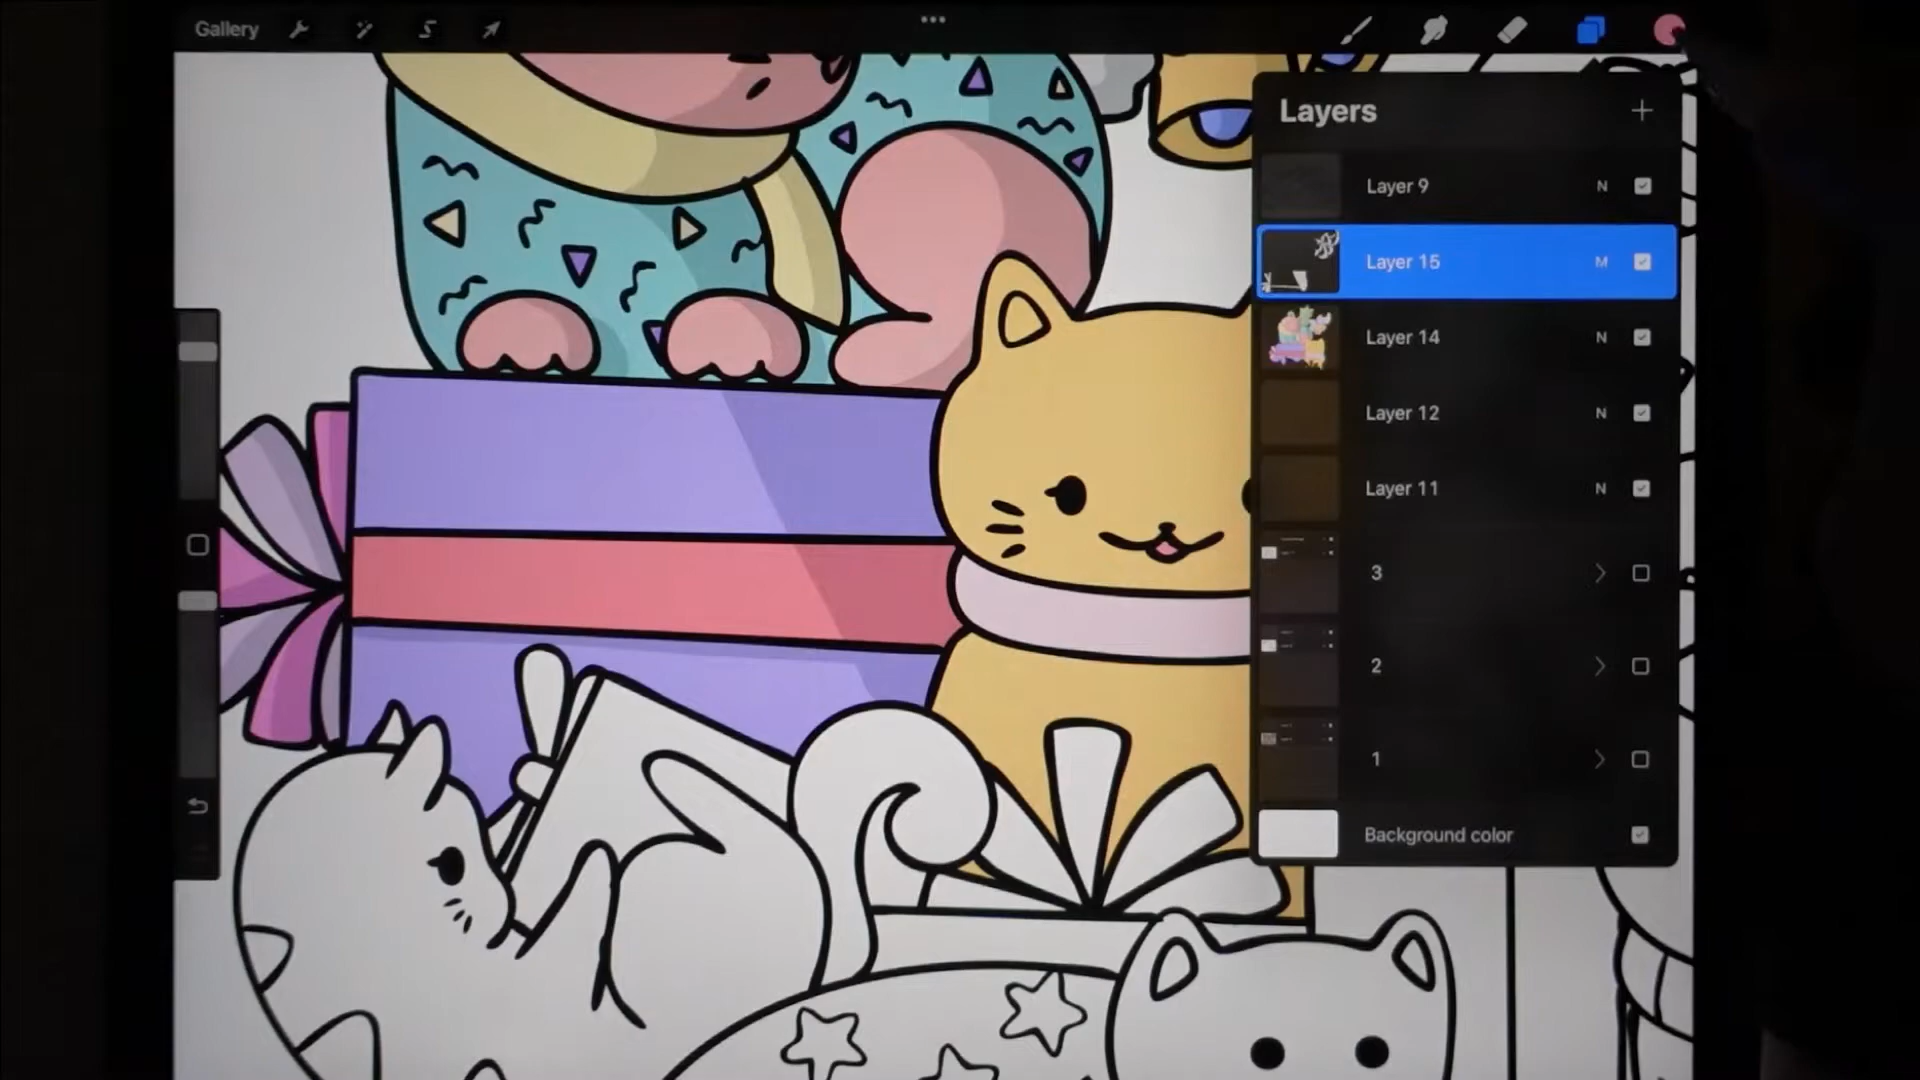 Gallery
Layers
Layer 9 N
Layer 15 M
Layer 14 N
Layer 12 N
Layer 11 N
3
2
1
Background color